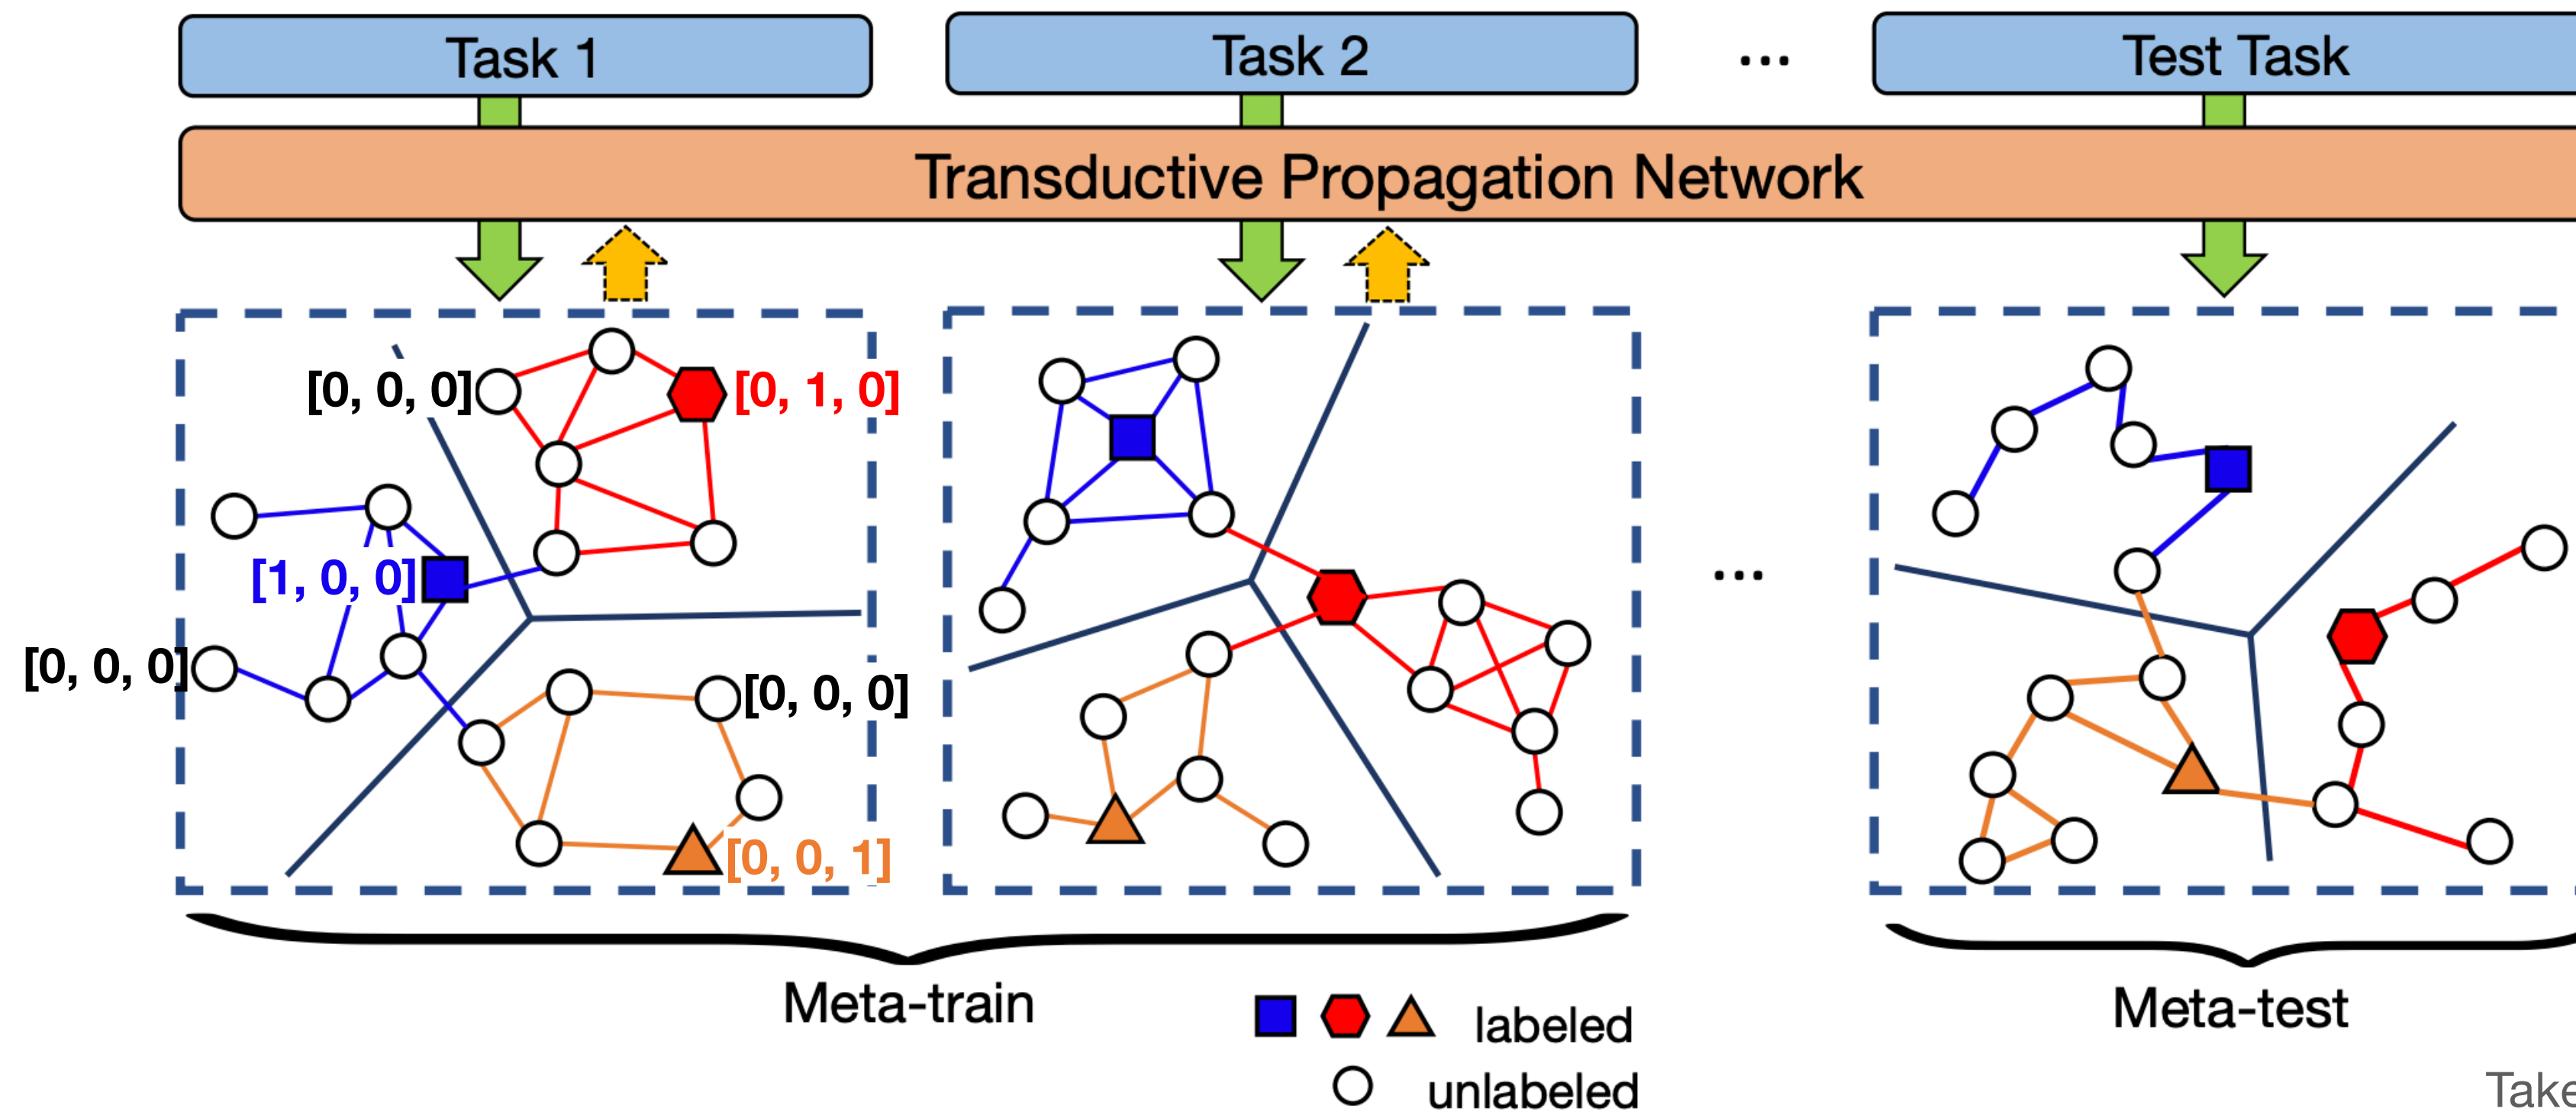 Task 1
Task 2
...
Test Task
Transductive Propagation Network
[0, 0, 0]
[0, 1, 0]
[1, 0, 0]
[0, 0, 0]
[0, 0, 0]
[0, 0, 1]
...
Meta-train
Meta-test
labeled
unlabeled
Take